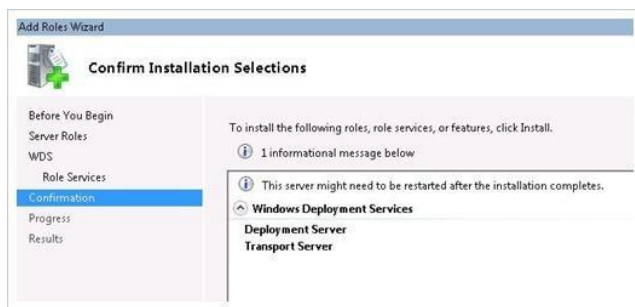 Add Roles Wizard
Confirm Installation Selections
Before You Begin
Server Roles
WDS
Role Services
Confirmation
Progress
Results
To install the following roles, role services, or features, click Install.
1 informational message below
This server might need to be restarted after the installation completes.
Windows Deployment Services
Deployment Server
Transport Server